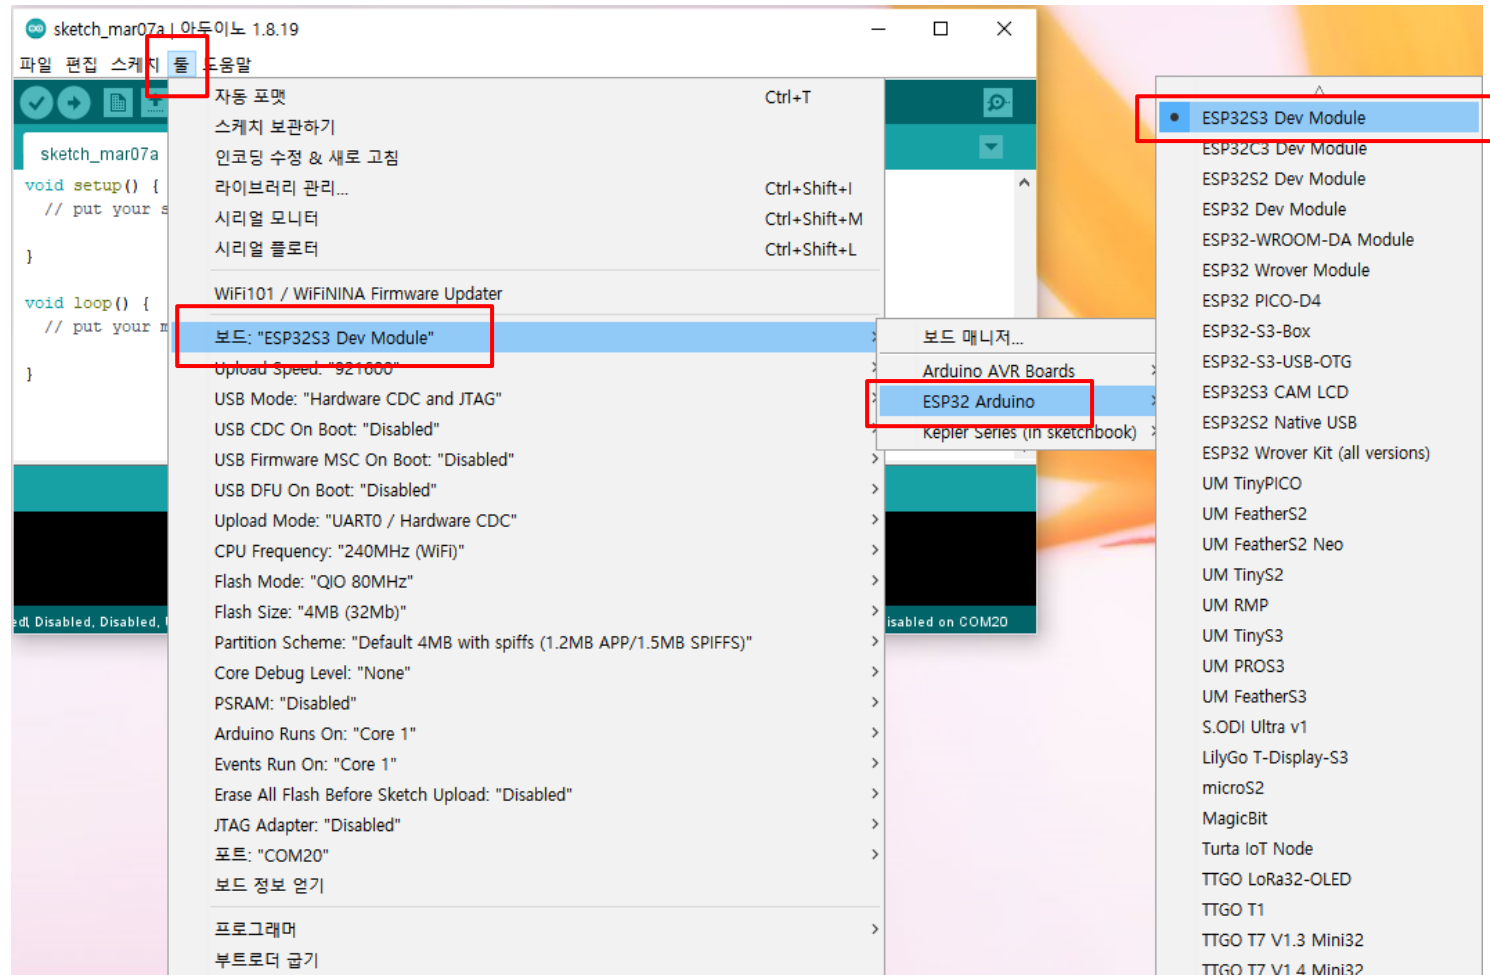 sketch_mar07a | 아두이노 1.8.19
파일 편집 스케치 툴 도움말
sketch_mar07a
void setup() {
// put your s
}
void loop() {
// put your m
}
자동 포맷 Ctrl+T
스케치 보관하기
인코딩 수정 & 새로 고침
라이브러리 관리... Ctrl+Shift+I
시리얼 모니터 Ctrl+Shift+M
시리얼 플로터 Ctrl+Shift+L
WiFi101 / WiFiNINA Firmware Updater
보드: "ESP32S3 Dev Module"
Upload Speed: "921600"
USB Mode: "Hardware CDC and JTAG"
USB CDC On Boot: "Disabled"
USB Firmware MSC On Boot: "Disabled"
USB DFU On Boot: "Disabled"
Upload Mode: "UART0 / Hardware CDC"
CPU Frequency: "240MHz (WiFi)"
Flash Mode: "QIO 80MHz"
Flash Size: "4MB (32Mb)"
Partition Scheme: "Default 4MB with spiffs (1.2MB APP/1.5MB SPIFFS)"
Core Debug Level: "None"
PSRAM: "Disabled"
Arduino Runs On: "Core 1"
Events Run On: "Core 1"
Erase All Flash Before Sketch Upload: "Disabled"
JTAG Adapter: "Disabled"
포트: "COM20"
보드 정보 얻기
프로그래머
부트로더 굽기
보드 매니저...
Arduino AVR Boards
ESP32 Arduino
Kepler Series (in sketchbook)
ESP32S3 Dev Module
ESP32C3 Dev Module
ESP32S2 Dev Module
ESP32 Dev Module
ESP32-WROOM-DA Module
ESP32 Wrover Module
ESP32 PICO-D4
ESP32-S3-Box
ESP32-S3-USB-OTG
ESP32S3 CAM LCD
ESP32S2 Native USB
ESP32 Wrover Kit (all versions)
UM TinyPICO
UM FeatherS2
UM FeatherS2 Neo
UM TinyS2
UM RMP
UM TinyS3
UM PROS3
UM FeatherS3
S.ODI Ultra v1
LilyGo T-Display-S3
microS2
MagicBit
Turta IoT Node
TTGO LoRa32-OLED
TTGO T1
TTGO T7 V1.3 Mini32
TTGO T7 V1.4 Mini32
ed, Disabled, Disabled,
isabled on COM20